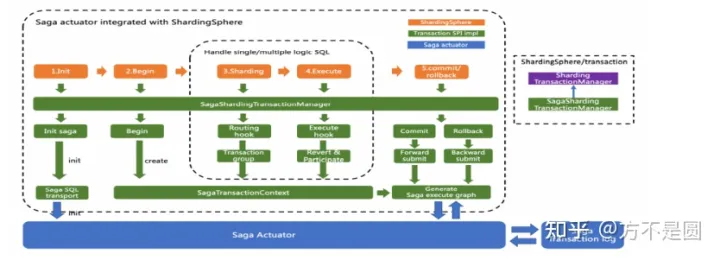 Saga actuator integrated with ShardingSphere
ShardingSphere
Transaction SPI impl
Saga actuator
Handle single/multiple logic SQL
1.Init
2.Begin
3.Sharding
4.Execute
5.commit/
rollback
SagaShardingTransactionManager
Init saga
Begin
Routing
hook
Execute
hook
Commit
Rollback
Transaction
group
Revert &
Participate
Forward
submit
Backward
submit
init
create
Saga SQL
transport
SagaTransactionContext
Generate
Saga execute graph
init
Saga Actuator
Transaction log
ShardingSphere/transaction
Sharding
TransactionManager
SagaSharding
TransactionManager
知乎 @方不是圆